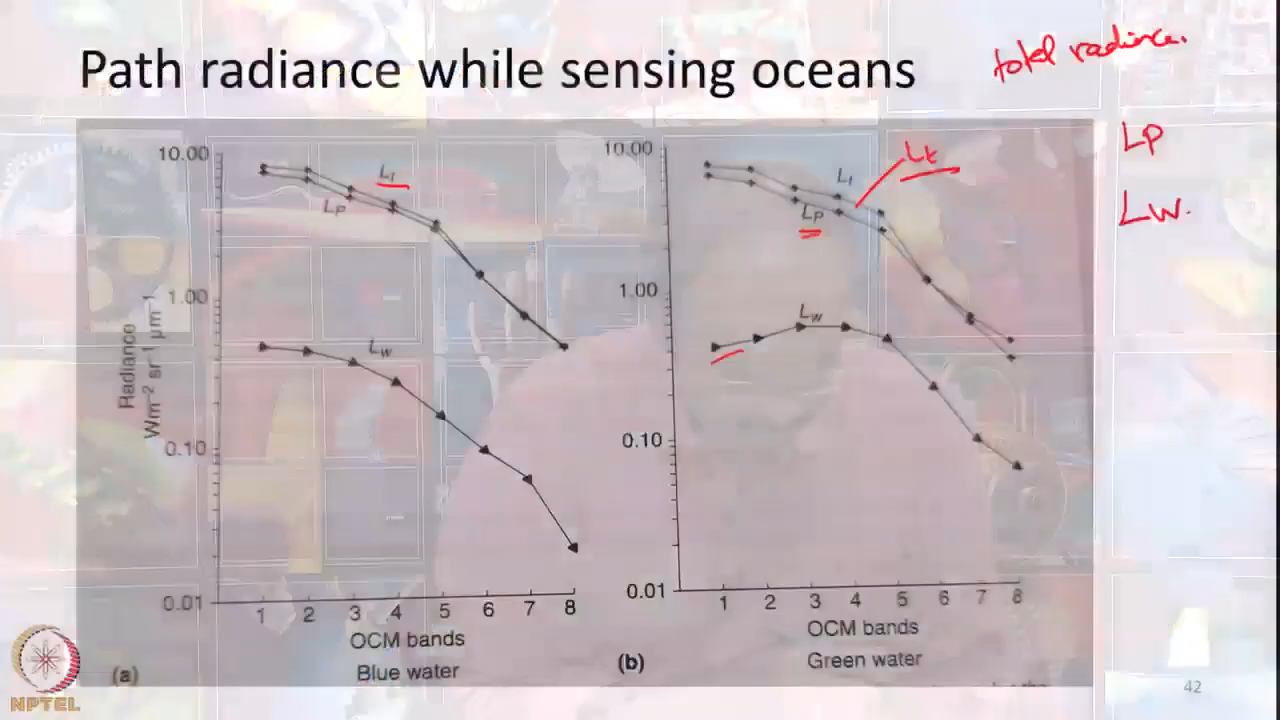 Path radiance while sensing oceans
total radiance.
LP
LW.
Radiance
Wm⁻² sr⁻¹ μm⁻¹
10.00
1.00
0.10
0.01
Lt
LP
LW
1 2 3 4 5 6 7 8
OCM bands
Blue water
(a)
10.00
1.00
0.10
0.01
Lt
Lt
LP
LW
1 2 3 4 5 6 7 8
OCM bands
Green water
(b)
NPTEL
42